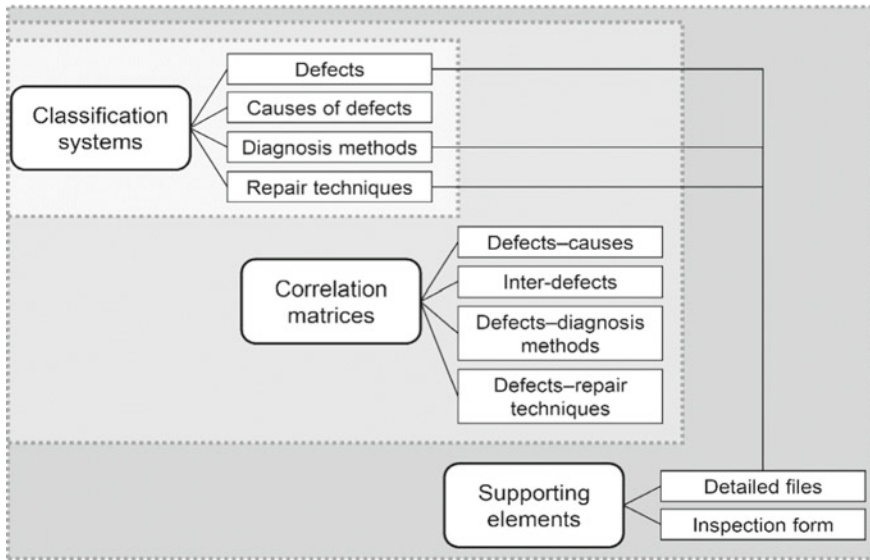 Classification
systems
Defects
Causes of defects
Diagnosis methods
Repair techniques
Correlation
matrices
Defects–causes
Inter-defects
Defects–diagnosis
methods
Defects–repair
techniques
Supporting
elements
Detailed files
Inspection form